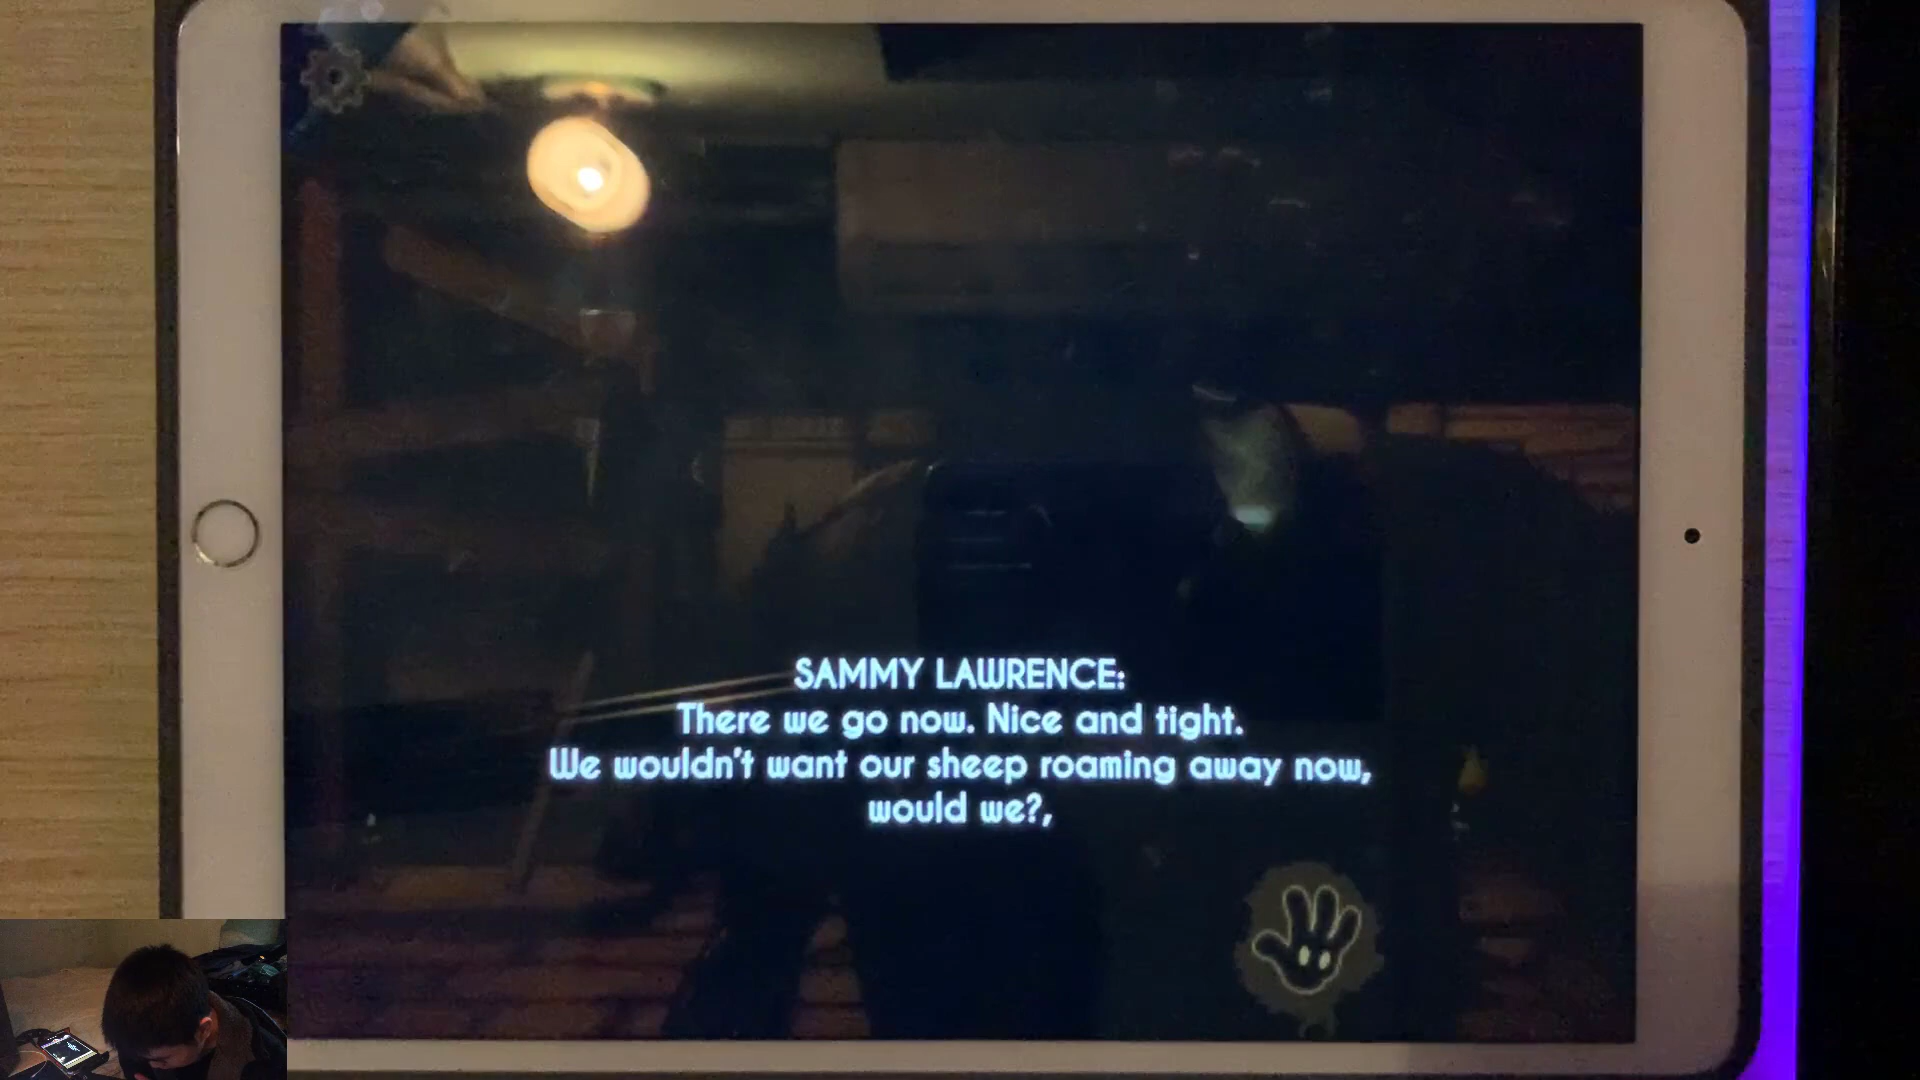 SAMMY LAWRENCE:
There we go now. Nice and tight.
We wouldn't want our sheep roaming away now,
would we?,